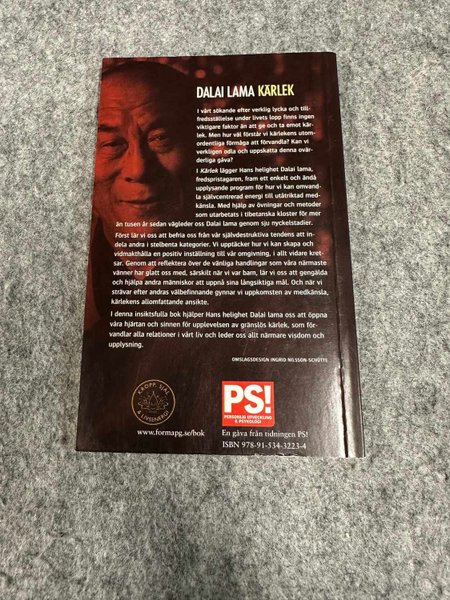 DALAI LAMA KÄRLEK
I vårt sökande efter verklig lycka och till-
fredsställelse under livets lopp finns ingen
viktigare faktor än att ge och ta emot kär-
lek. Men hur väl förstår vi kärlekens utom-
ordentliga förmåga att förvandla? Kan vi
verkligen odla och uppskatta denna ovär-
derliga gåva?
I Kärlek lägger Hans helighet Dalai lama,
fredspristagaren, fram ett enkelt och ändå
upplysande program för hur vi kan omvand-
la självcentrerad energi till utåtriktad med-
känsla. Med hjälp av övningar och metoder
som utarbetats i tibetanska kloster för mer
än tusen år sedan vägleder oss Dalai lama genom sju nyckelstadier.
Först lär vi oss att befria oss från vår självdestruktiva tendens att in-
dela andra i stelbenta kategorier. Vi upptäcker hur vi kan skapa och
vidmakthålla en positiv inställning till vår omgivning, i allt vidare kret-
sar. Genom att reflektera över de vänliga handlingar som våra närmaste
vänner har glatt oss med, särskilt när vi var barn, lär vi oss att gengälda
och hjälpa andra människor att uppnå sina långsiktiga mål. Och när vi
strävar efter andras välbefinnande gynnar vi uppkomsten av medkänsla,
kärlekens allomfattande ansikte.
I denna insiktsfulla bok hjälper Hans helighet Dalai lama oss att öppna
våra hjärtan och sinnen för upplevelsen av gränslös kärlek, som för-
vandlar alla relationer i vårt liv och leder oss allt närmare visdom och
upplysning.
OMSLAGSDESIGN INGRID NILSSON-SCHÜTTE
KROPP, SJÄL
& LIVSENERGI
www.formapg.se/bok
PS!
PERSONLIG UTVECKLING
& PSYKOLOGI
En gåva från tidningen PS!
ISBN 978-91-534-3223-4